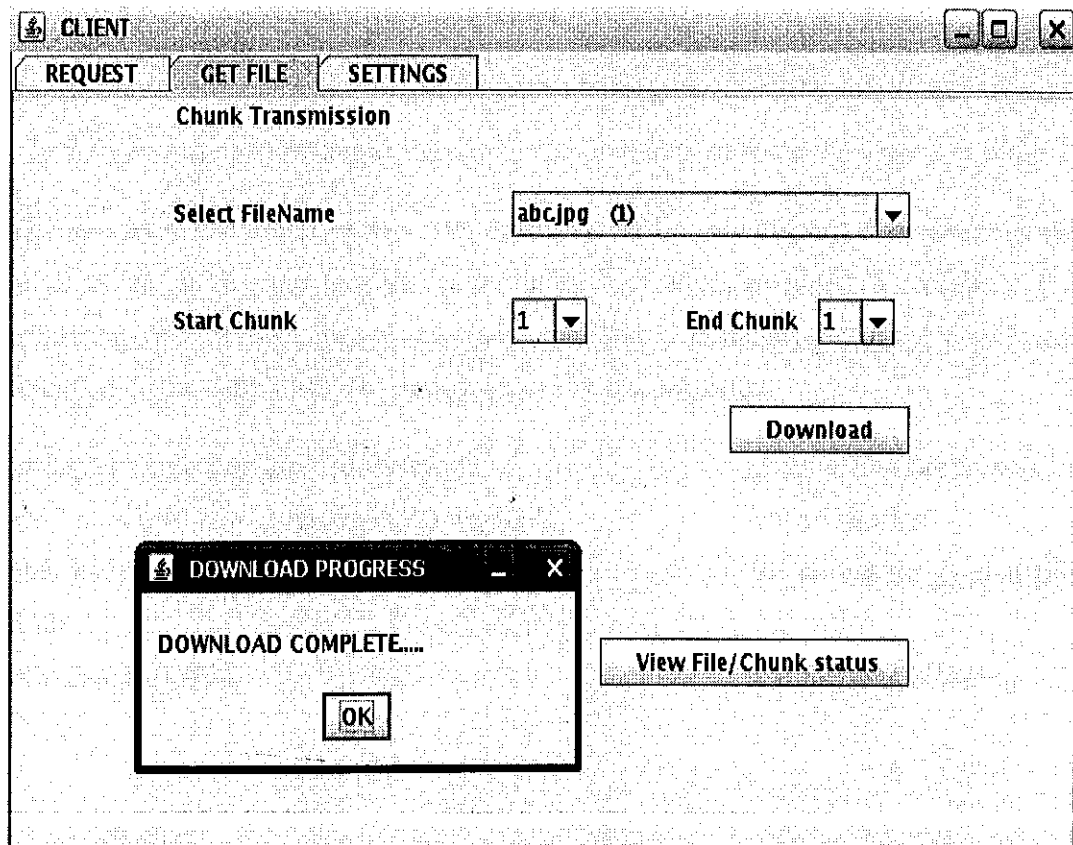 CLIENT
REQUEST GET FILE SETTINGS
Chunk Transmission
Select FileName abc.jpg (1)
Start Chunk 1 End Chunk 1
Download
DOWNLOAD PROGRESS
DOWNLOAD COMPLETE.....
OK
View File/Chunk status